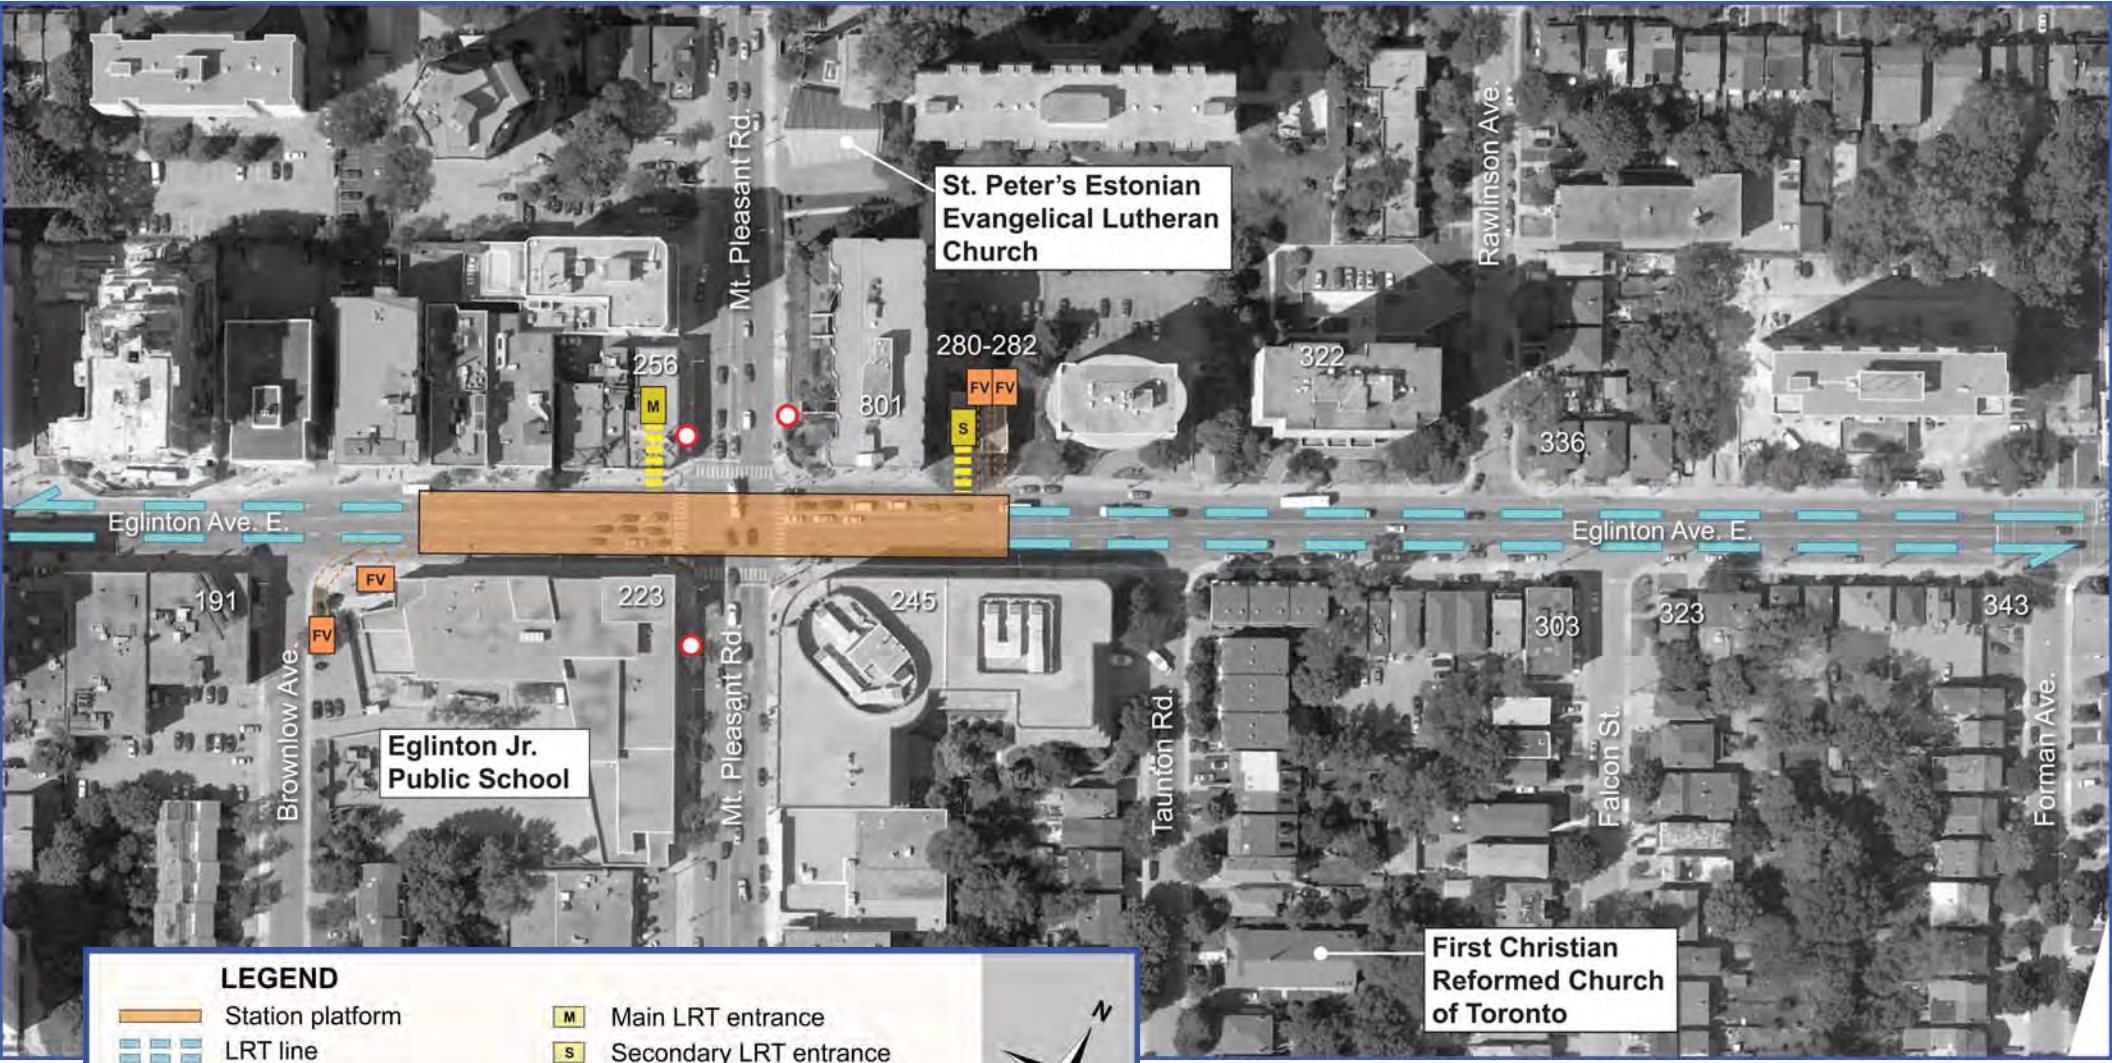 Mt. Pleasant Rd.
Rawlinson Ave.
St. Peter's Estonian
Evangelical Lutheran
Church
280-282
256
322
FV FV
M
801
S
336
Eglinton Ave. E.
Eglinton Ave. E.
FV
191
223
245
303
323
343
FV
Brownlow Ave.
Mt. Pleasant Rd.
Taunton Rd.
Falcon St.
Forman Ave.
Eglinton Jr.
Public School
First Christian
Reformed Church
of Toronto
LEGEND
Station platform
M Main LRT entrance
LRT line
S Secondary LRT entrance
N